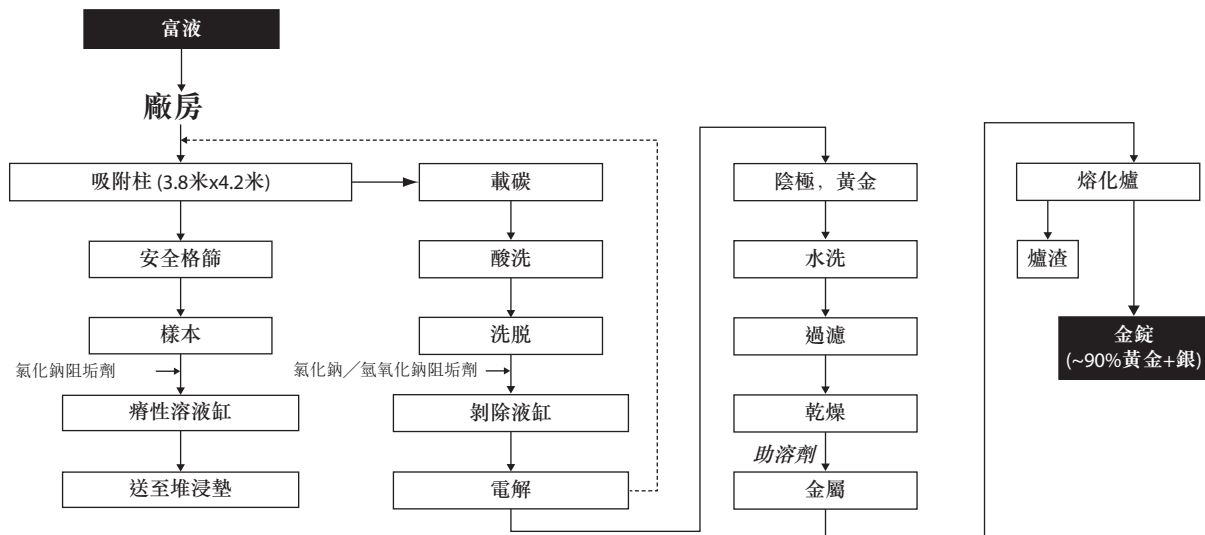 富液
廠房
吸附柱 (3.8米x4.2米)
安全格篩
樣本
氯化鈉阻垢劑
瘠性溶液缸
送至堆浸墊
載碳
酸洗
洗脱
氯化鈉／氫氧化鈉阻垢劑
剝除液缸
電解
陰極，黃金
水洗
過濾
乾燥
助溶劑
金屬
熔化爐
爐渣
金錠
(~90%黃金+銀)